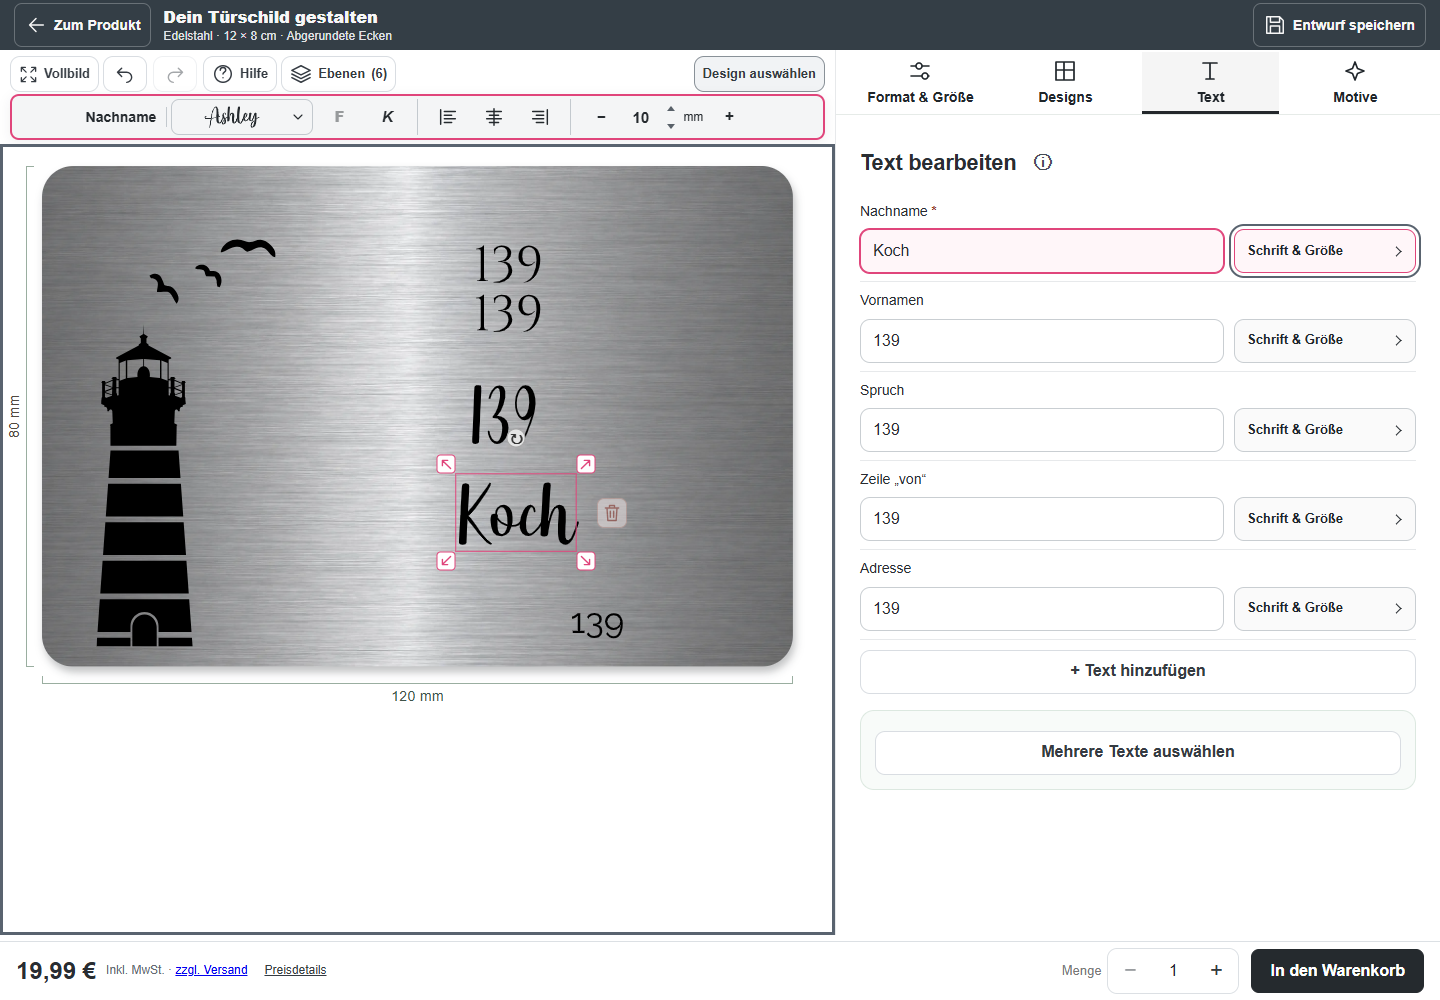 Zum Produkt
Dein Türschild gestalten
Edelstahl · 12 × 8 cm · Abgerundete Ecken
Entwurf speichern
Vollbild
Hilfe
Ebenen (6)
Design auswählen
Nachname
Ashley
F
K
− 10 mm +
Format & Größe
Designs
Text
Motive
Text bearbeiten
Nachname *
Koch
Schrift & Größe
Vornamen
139
Schrift & Größe
Spruch
139
Schrift & Größe
Zeile „von“
139
Schrift & Größe
Adresse
139
Schrift & Größe
+ Text hinzufügen
Mehrere Texte auswählen
139
139
139
Koch
139
80 mm
120 mm
19,99 €
Inkl. MwSt. · zzgl. Versand
Preisdetails
Menge
− 1 +
In den Warenkorb